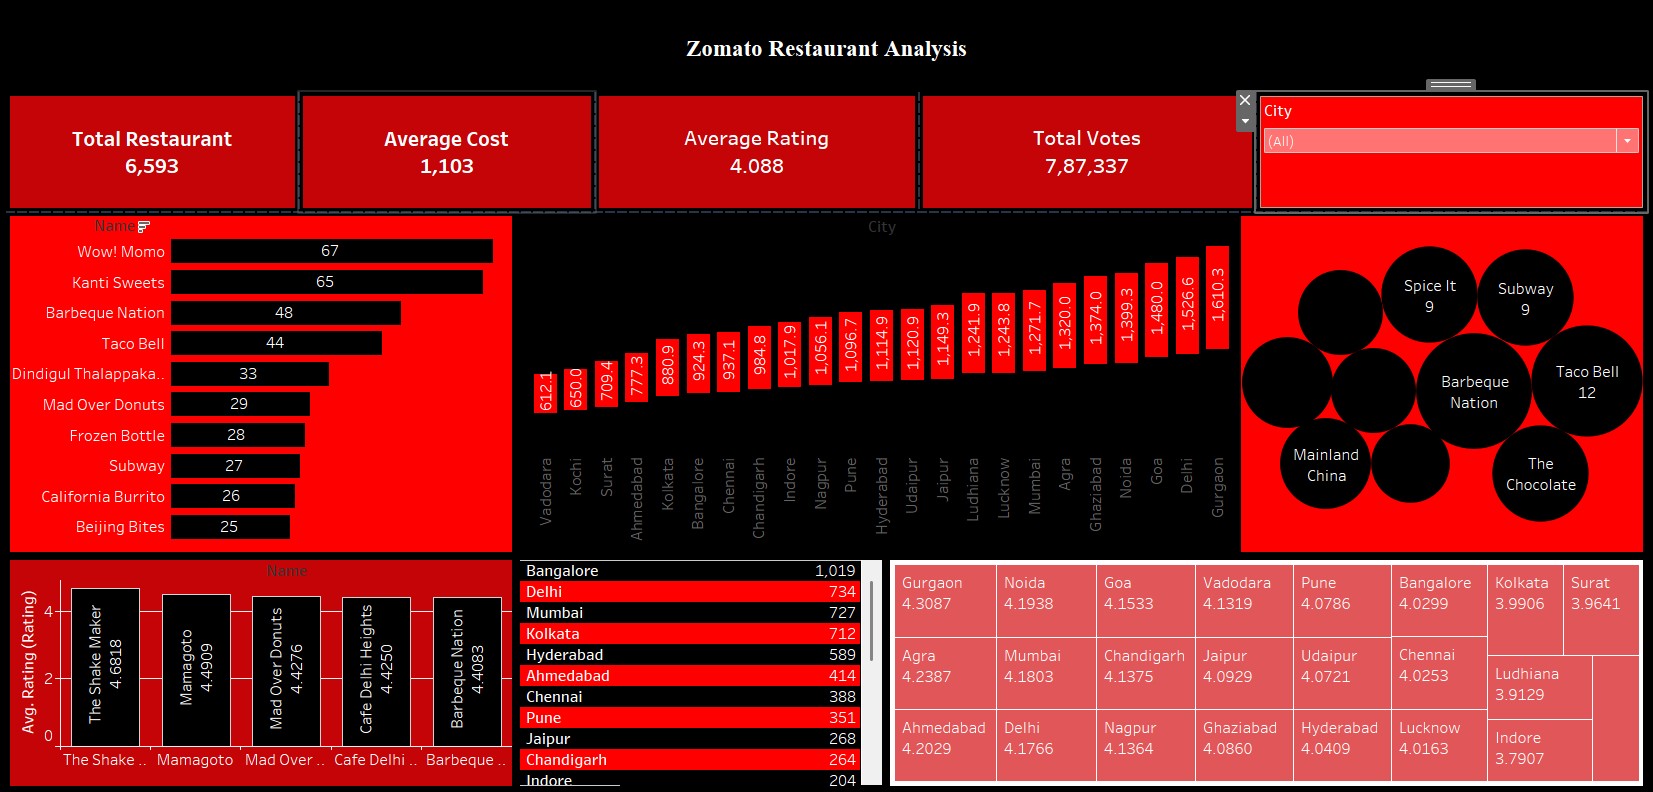 Zomato Restaurant Analysis
Total Restaurant
6,593
Average Cost
1,103
Average Rating
4.088
Total Votes
7,87,337
City
(All)
Name
Wow! Momo 67
Kanti Sweets 65
Barbeque Nation 48
Taco Bell 44
Dindigul Thalappaka.. 33
Mad Over Donuts 29
Frozen Bottle 28
Subway 27
California Burrito 26
Beijing Bites 25
City
612.1
650.0
709.4
777.3
880.9
924.3
937.1
984.8
1,017.9
1,056.1
1,096.7
1,114.9
1,120.9
1,149.3
1,241.9
1,243.8
1,271.7
1,320.0
1,374.0
1,399.3
1,480.0
1,526.6
1,610.3
Vadodara
Kochi
Surat
Ahmedabad
Kolkata
Bangalore
Chennai
Chandigarh
Indore
Nagpur
Pune
Hyderabad
Udaipur
Jaipur
Ludhiana
Lucknow
Mumbai
Agra
Ghaziabad
Noida
Goa
Delhi
Gurgaon
Spice It
9
Subway
9
Barbeque
Nation
Taco Bell
12
Mainland
China
The
Chocolate
Name
Avg. Rating (Rating)
4
2
0
The Shake Maker
4.6818
Mamagoto
4.4909
Mad Over Donuts
4.4276
Cafe Delhi Heights
4.4250
Barbeque Nation
4.4083
The Shake ..
Mamagoto
Mad Over ..
Cafe Delhi ..
Barbeque ..
Bangalore 1,019
Delhi 734
Mumbai 727
Kolkata 712
Hyderabad 589
Ahmedabad 414
Chennai 388
Pune 351
Jaipur 268
Chandigarh 264
Indore 204
Gurgaon
4.3087
Noida
4.1938
Goa
4.1533
Vadodara
4.1319
Pune
4.0786
Bangalore
4.0299
Kolkata
3.9906
Surat
3.9641
Agra
4.2387
Mumbai
4.1803
Chandigarh
4.1375
Jaipur
4.0929
Udaipur
4.0721
Chennai
4.0253
Ludhiana
3.9129
Ahmedabad
4.2029
Delhi
4.1766
Nagpur
4.1364
Ghaziabad
4.0860
Hyderabad
4.0409
Lucknow
4.0163
Indore
3.7907